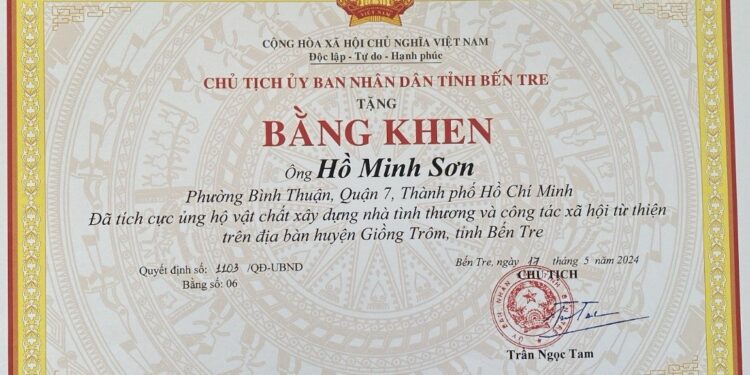 VIỆT NAM
CỘNG HÒA XÃ HỘI CHỦ NGHĨA VIỆT NAM
Độc lập - Tự do - Hạnh phúc
CHỦ TỊCH ỦY BAN NHÂN DÂN TỈNH BẾN TRE
TẶNG
BẰNG KHEN
Ông Hồ Minh Sơn
Phường Bình Thuận, Quận 7, Thành phố Hồ Chí Minh
Đã tích cực ủng hộ vật chất xây dựng nhà tình thương và công tác xã hội từ thiện
trên địa bàn huyện Giồng Trôm, tỉnh Bến Tre
Quyết định số: 1103 /QĐ-UBND
Bằng số: 06
Bến Tre, ngày 17 tháng 5 năm 2024
CHỦ TỊCH
Trần Ngọc Tam